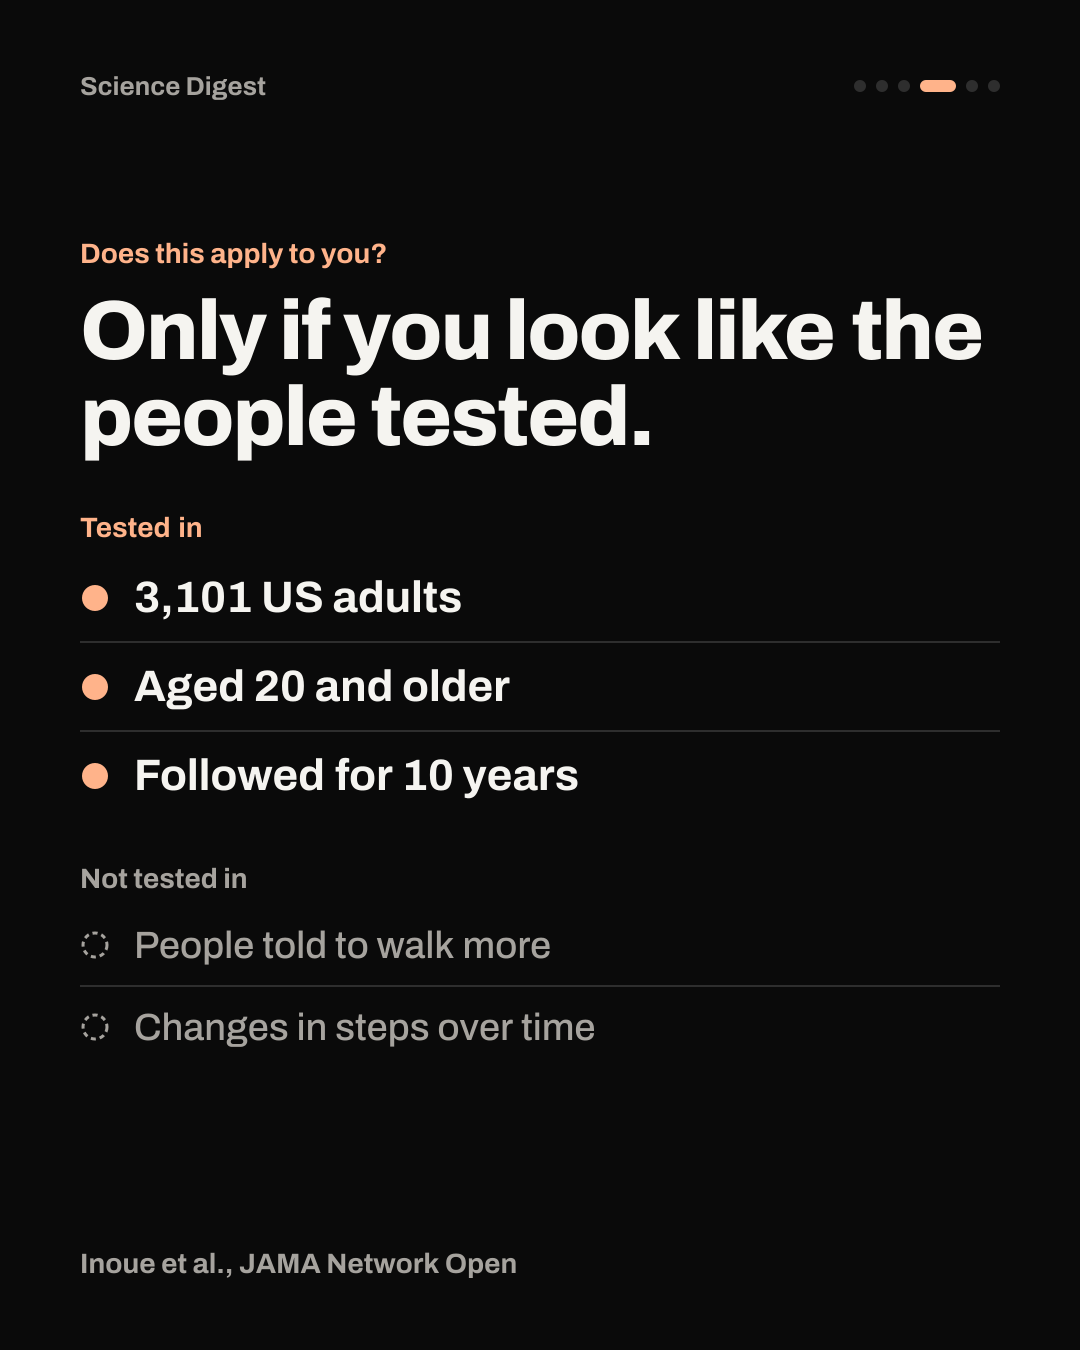 Science Digest
Does this apply to you?
Only if you look like the
people tested.
Tested in
3,101 US adults
Aged 20 and older
Followed for 10 years
Not tested in
People told to walk more
Changes in steps over time
Inoue et al., JAMA Network Open